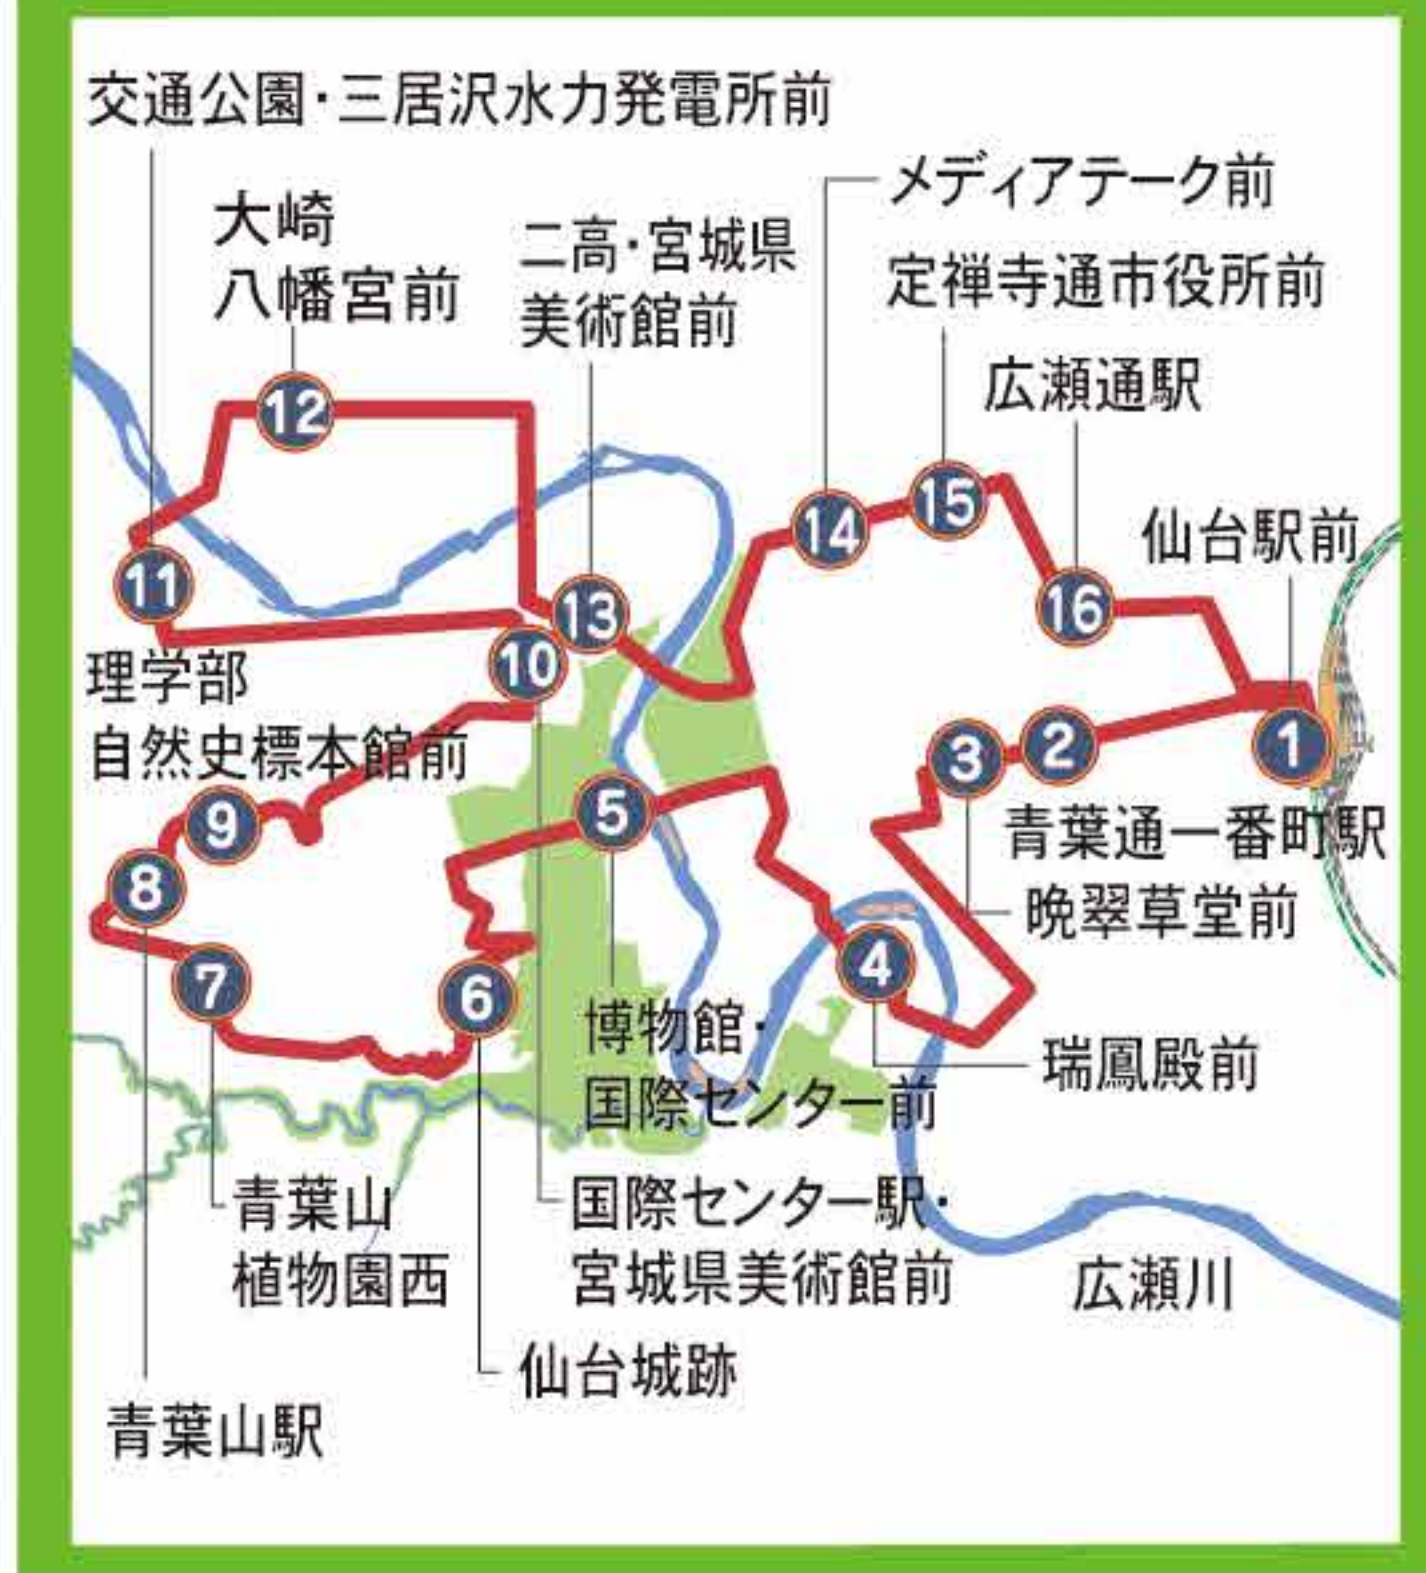 交通公園・三居沢水力発電所前
メディアテーク前
大崎
八幡宮前
二高・宮城県
美術館前
定禅寺通市役所前
広瀬通駅
仙台駅前
12
15
14
11
16
13
10
理学部
自然史標本館前
1
2
3
5
9
青葉通一番町駅
8
晩翠草堂前
4
7
6
博物館・
国際センター前
瑞鳳殿前
青葉山
植物園西
国際センター駅・
宮城県美術館前
広瀬川
仙台城跡
青葉山駅